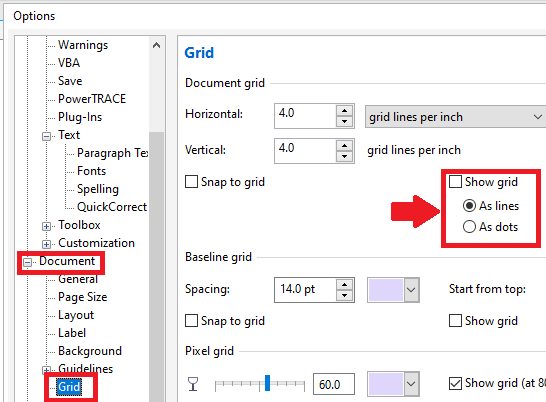 Options
Warnings
VBA
Save
PowerTRACE
Plug-Ins
Text
Paragraph Te
Fonts
Spelling
QuickCorrect
Toolbox
Customization
Document
General
Page Size
Layout
Label
Background
Guidelines
Grid
Grid
Document grid
Horizontal: 4.0 grid lines per inch
Vertical: 4.0 grid lines per inch
Snap to grid Show grid
As lines
As dots
Baseline grid
Spacing: 14.0 pt Start from top:
Snap to grid Show grid
Pixel grid
60.0 Show grid (at 80